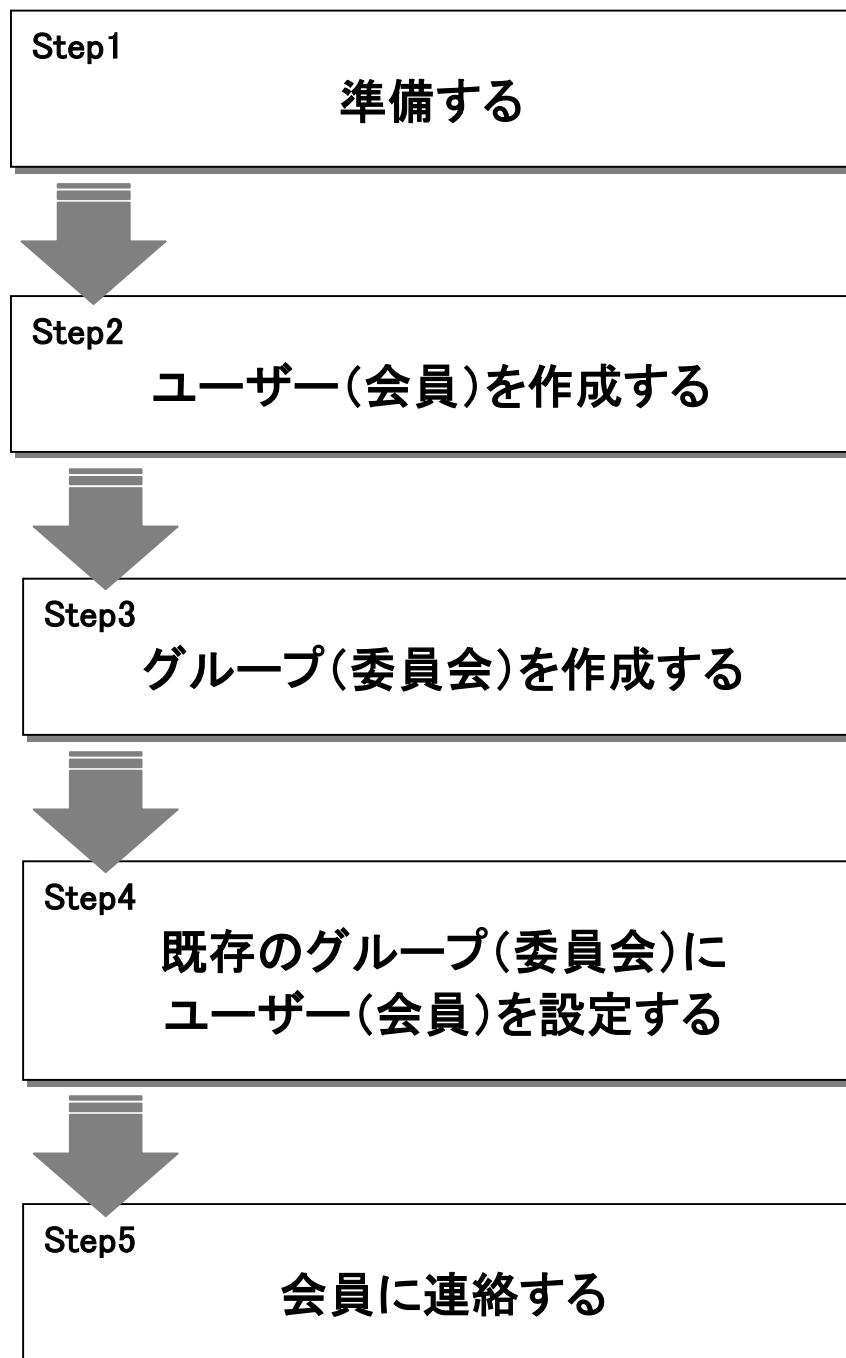 Step1
準備する
Step2
ユーザー(会員)を作成する
Step3
グループ(委員会)を作成する
Step4
既存のグループ(委員会)に
ユーザー(会員)を設定する
Step5
会員に連絡する